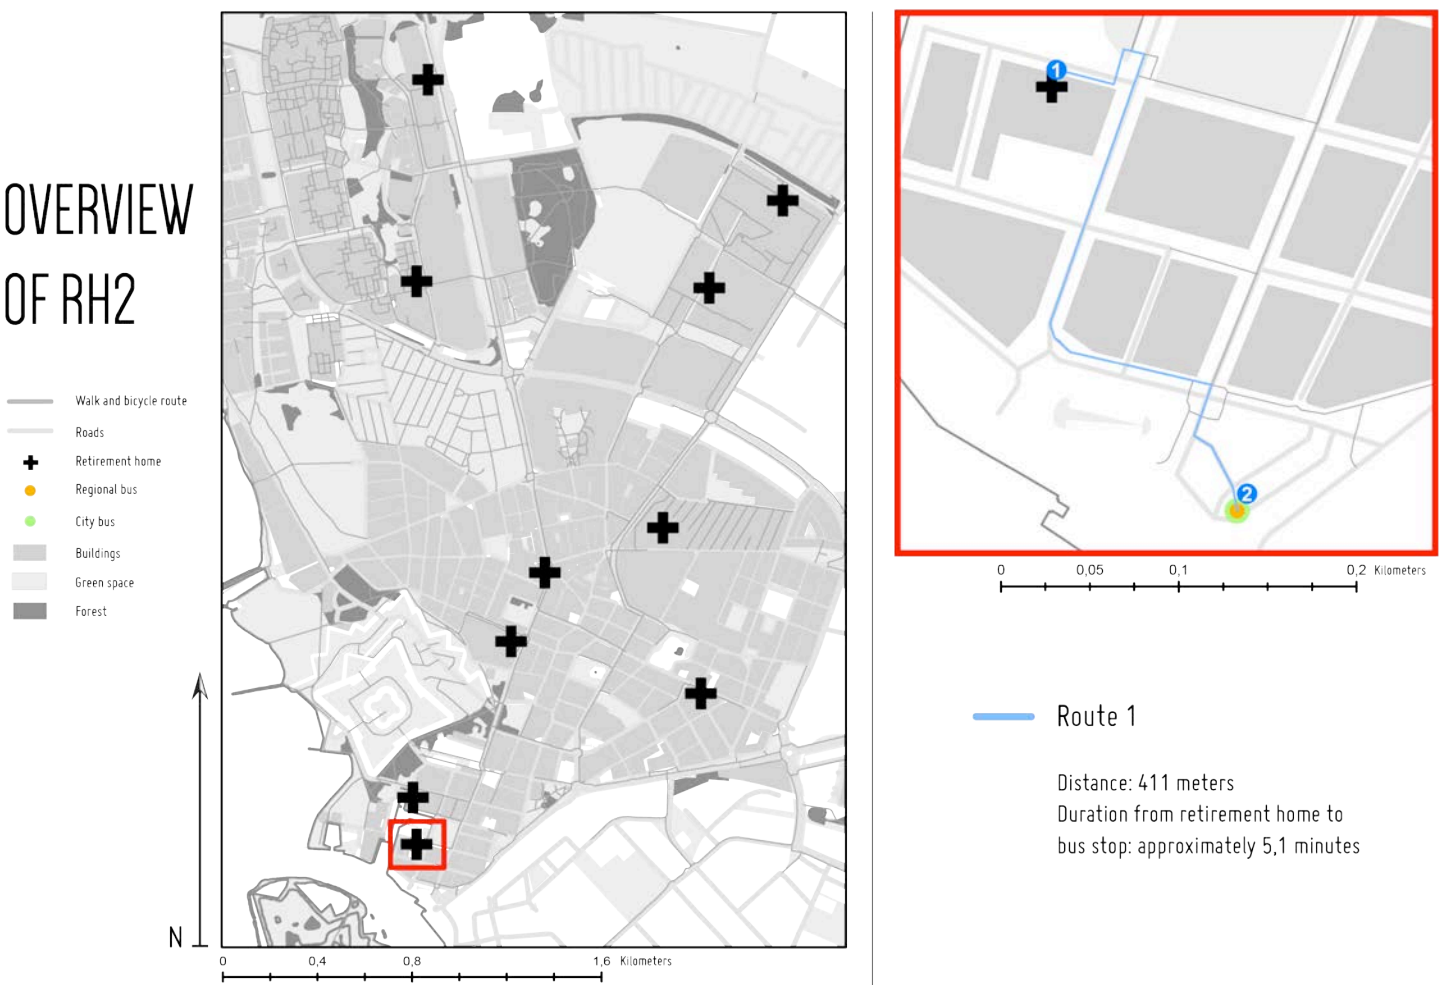 OVERVIEW
OF RH2
Walk and bicycle route
Roads
Retirement home
Regional bus
City bus
Buildings
Green space
Forest
N
0 0,4 0,8 1,6 Kilometers
1
2
0 0,05 0,1 0,2 Kilometers
Route 1
Distance: 411 meters
Duration from retirement home to
bus stop: approximately 5,1 minutes